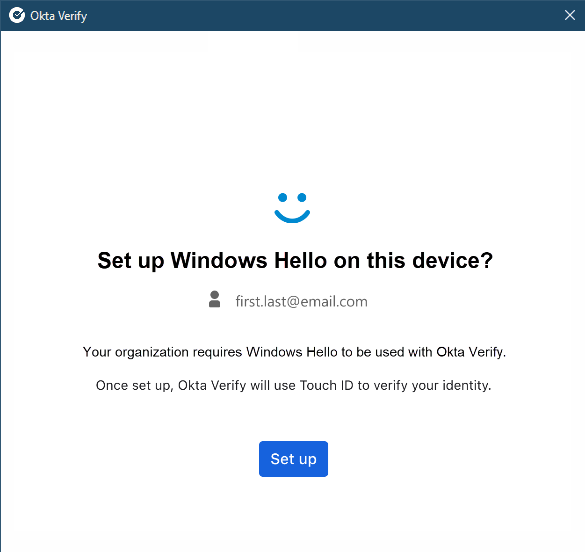 Okta Verify
Set up Windows Hello on this device?
first.last@email.com
Your organization requires Windows Hello to be used with Okta Verify.
Once set up, Okta Verify will use Touch ID to verify your identity.
Set up